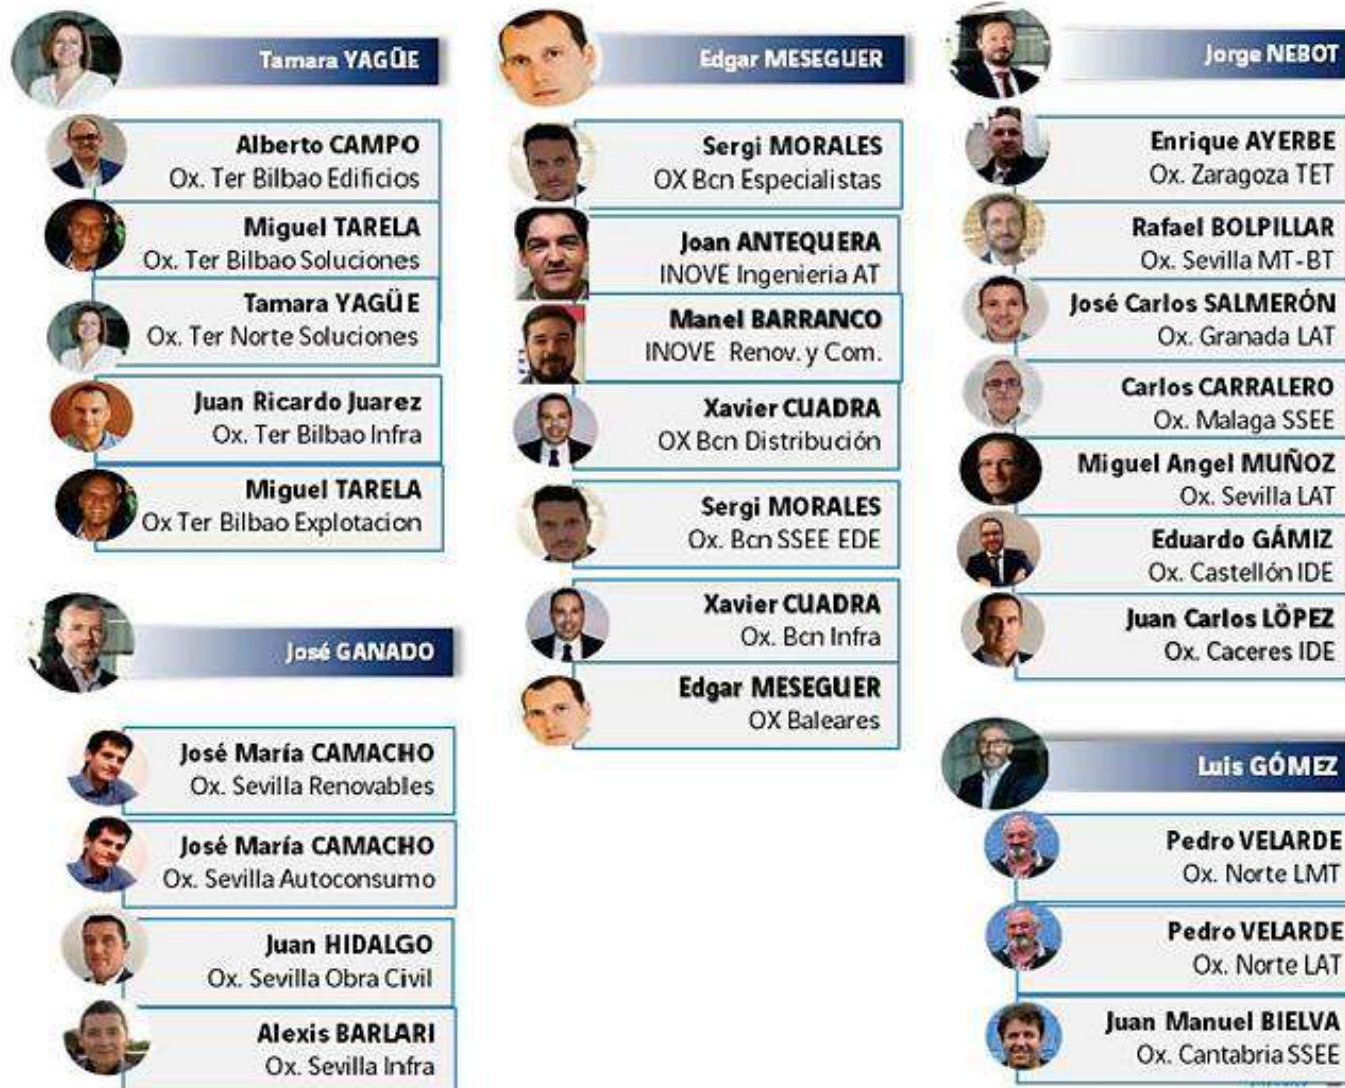 Tamara YAGÜE
Alberto CAMPO
Ox. Ter Bilbao Edificios
Miguel TARELA
Ox. Ter Bilbao Soluciones
Tamara YAGÜE
Ox. Ter Norte Soluciones
Juan Ricardo Juarez
Ox. Ter Bilbao Infra
Miguel TARELA
Ox Ter Bilbao Explotacion
José GANADO
José María CAMACHO
Ox. Sevilla Renovables
José María CAMACHO
Ox. Sevilla Autoconsumo
Juan HIDALGO
Ox. Sevilla Obra Civil
Alexis BARLARI
Ox. Sevilla Infra
Edgar MESEGUER
Sergi MORALES
OX Bcn Especialistas
Joan ANTEQUERA
INOVE Ingenieria AT
Manel BARRANCO
INOVE Renov. y Com.
Xavier CUADRA
OX Bcn Distribución
Sergi MORALES
Ox. Bcn SSEE EDE
Xavier CUADRA
Ox. Bcn Infra
Edgar MESEGUER
OX Baleares
Jorge NEBOT
Enrique AYERBE
Ox. Zaragoza TET
Rafael BOLPILLAR
Ox. Sevilla MT-BT
José Carlos SALMERÓN
Ox. Granada LAT
Carlos CARRALERO
Ox. Malaga SSEE
Miguel Angel MUÑOZ
Ox. Sevilla LAT
Eduardo GÁMIZ
Ox. Castellón IDE
Juan Carlos LÖPEZ
Ox. Caceres IDE
Luis GÓMEZ
Pedro VELARDE
Ox. Norte LMT
Pedro VELARDE
Ox. Norte LAT
Juan Manuel BIELVA
Ox. Cantabria SSEE